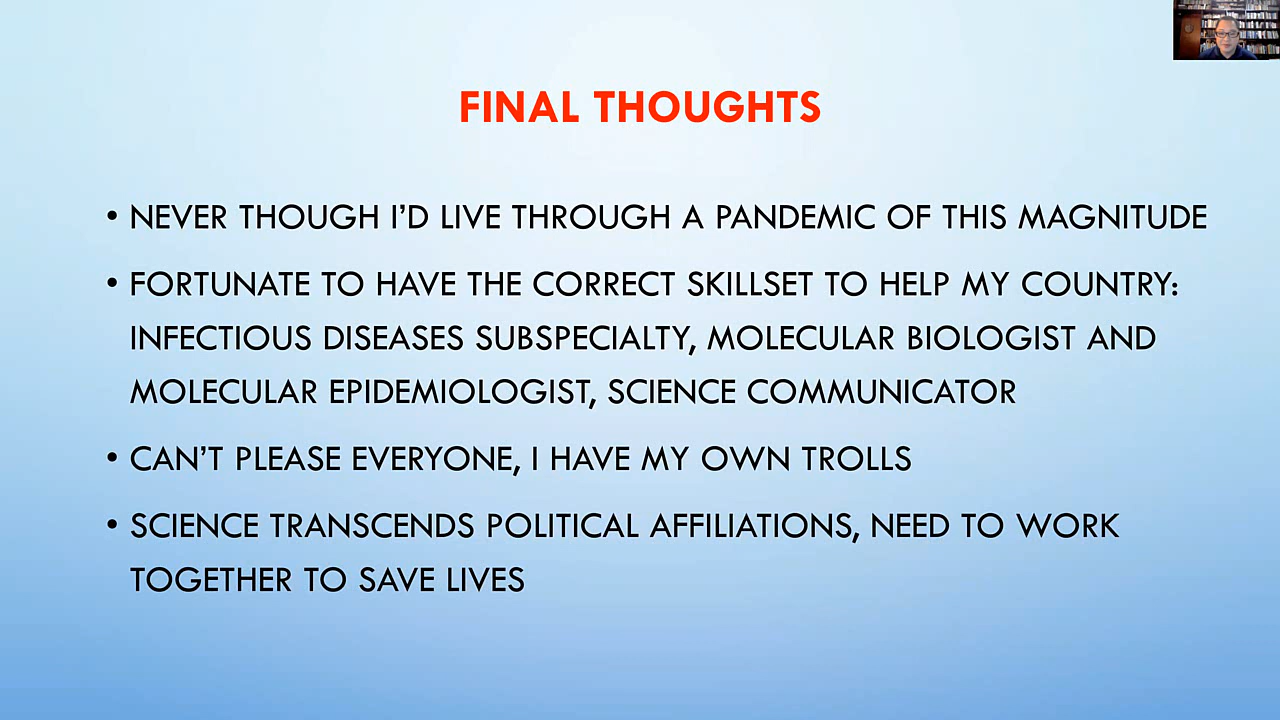 FINAL THOUGHTS
• NEVER THOUGH I’D LIVE THROUGH A PANDEMIC OF THIS MAGNITUDE
• FORTUNATE TO HAVE THE CORRECT SKILLSET TO HELP MY COUNTRY:
INFECTIOUS DISEASES SUBSPECIALTY, MOLECULAR BIOLOGIST AND
MOLECULAR EPIDEMIOLOGIST, SCIENCE COMMUNICATOR
• CAN’T PLEASE EVERYONE, I HAVE MY OWN TROLLS
• SCIENCE TRANSCENDS POLITICAL AFFILIATIONS, NEED TO WORK
TOGETHER TO SAVE LIVES